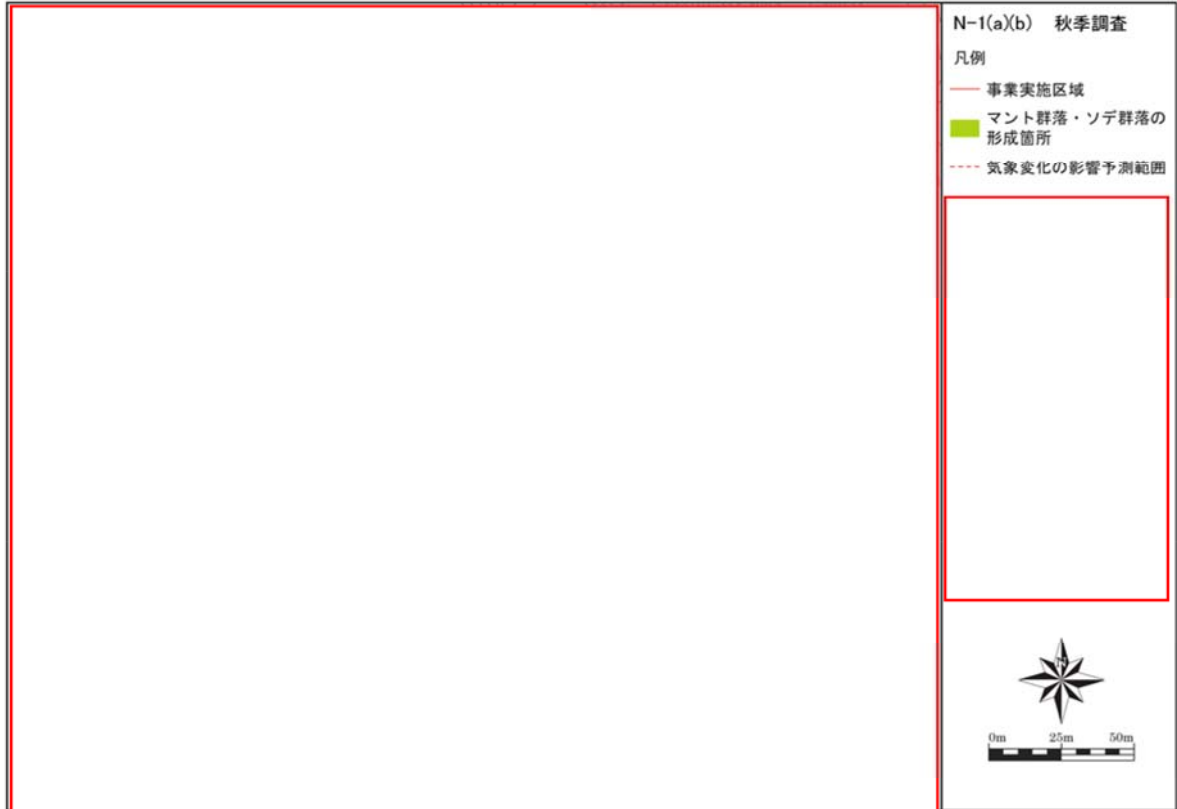 N-1(a)(b) 秋季調査
凡例
事業実施区域
マント群落・ソデ群落の
形成箇所
気象変化の影響予測範囲
N
0m 25m 50m